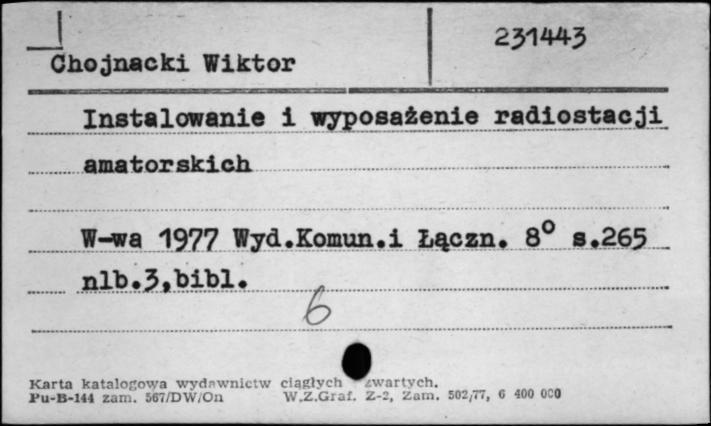 231443
Chojnacki Wiktor
Instalowanie i wyposażenie radiostacji
amatorskich
W-wa 1977 Wyd.Komun.i Łączn. 8° s.265
nlb.3,bibl.
6
Karta katalogowa wydawnictw ciągłych zwartych.
Pu-B-144 zam. 567/DW/On W.Z.Graf. Z-2, Zam. 502/77, 6 400 000